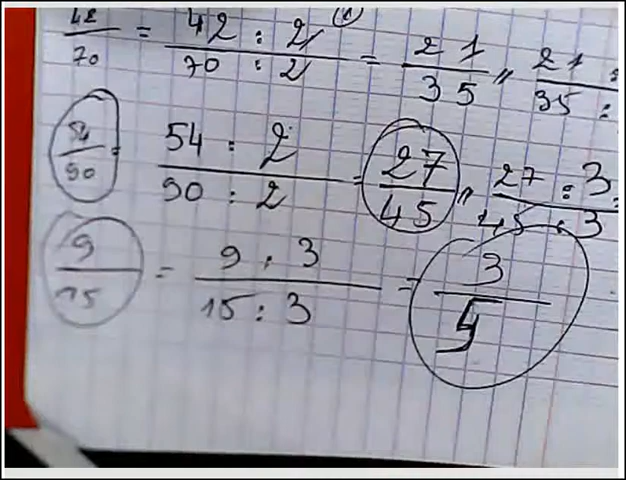 42/70 = 42 : 2 / 70 : 2 = 21/35 " 21 : / 35 :
54/90 = 54 : 2 / 90 : 2 = 27/45 " 27 : 3 / 45 : 3
9/15 = 9 : 3 / 15 : 3 = 3/5